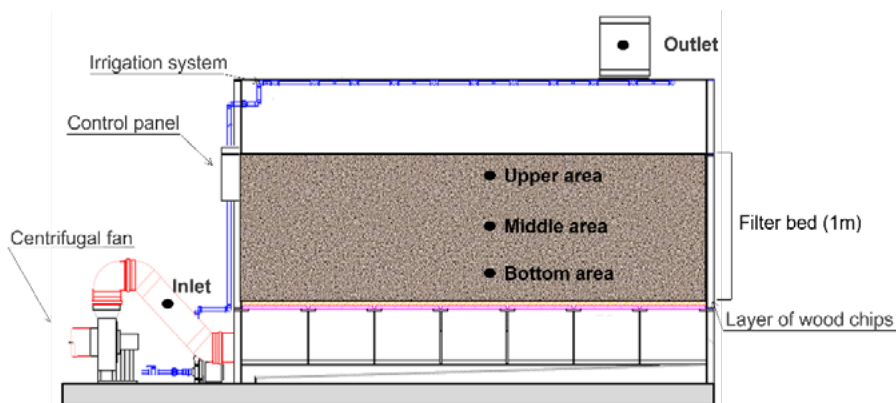 Outlet
Irrigation system
Control panel
Upper area
Middle area
Filter bed (1m)
Centrifugal fan
Inlet
Bottom area
Layer of wood chips